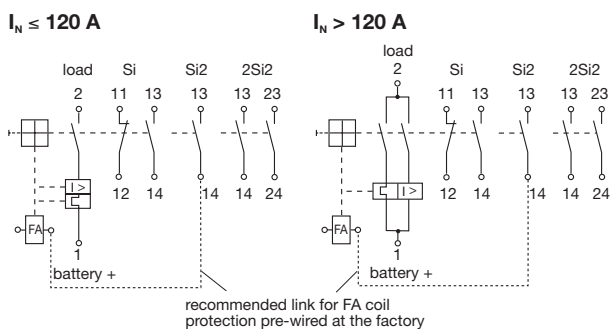 I_N ≤ 120 A
load Si Si2 2Si2
2 11 13 13 13 23
I >
12 14 14 14 24
FA
1
battery +
I_N > 120 A
load Si Si2 2Si2
2 11 13 13 13 23
I >
12 14 14 14 24
FA
1
battery +
recommended link for FA coil
protection pre-wired at the factory